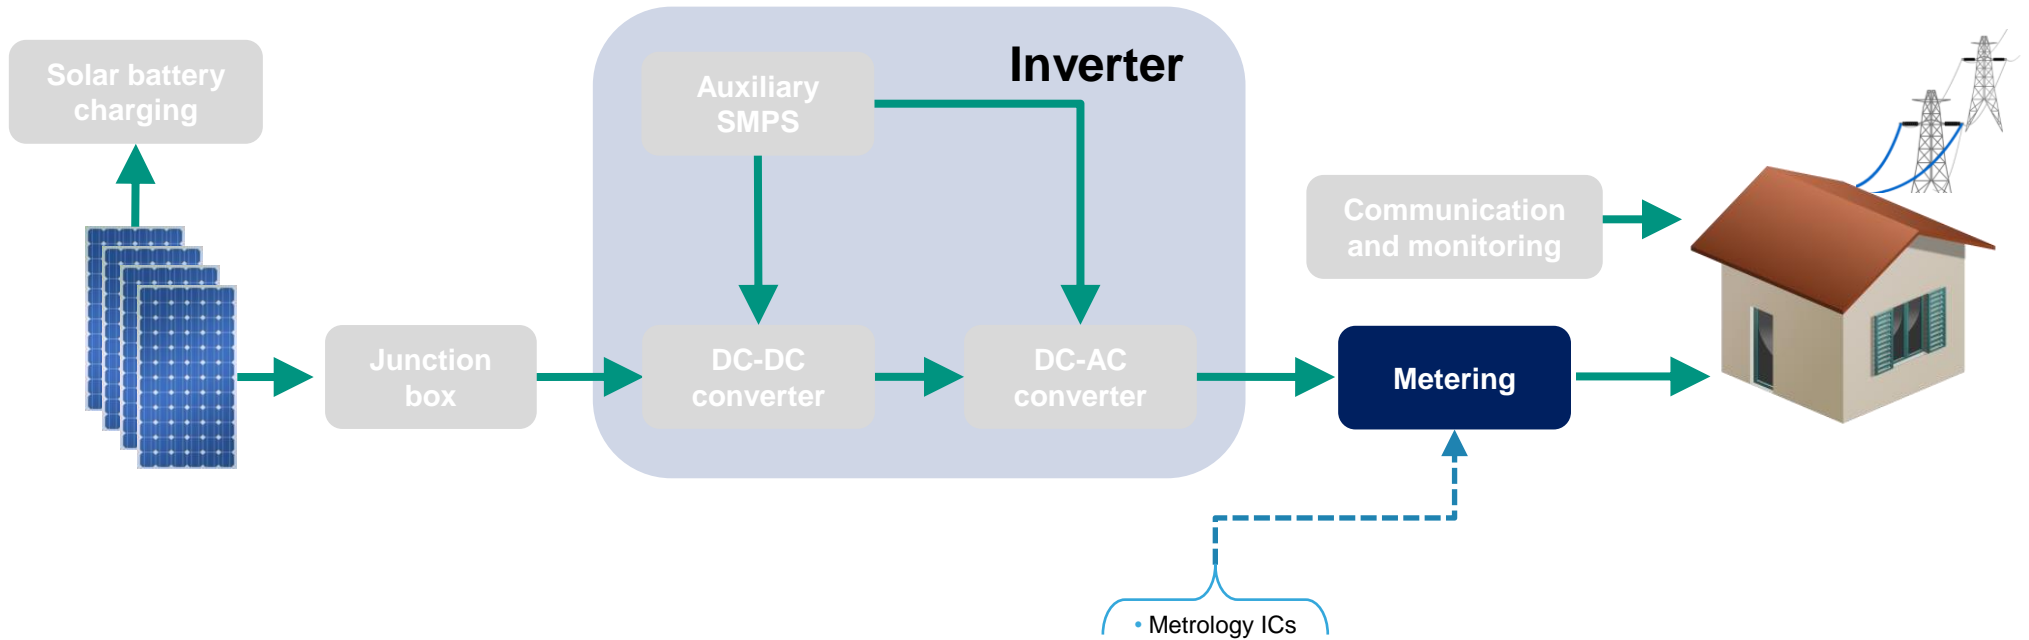 Solar battery
charging
Auxiliary
SMPS
Inverter
Communication
and monitoring
Junction
box
DC-DC
converter
DC-AC
converter
Metering
• Metrology ICs